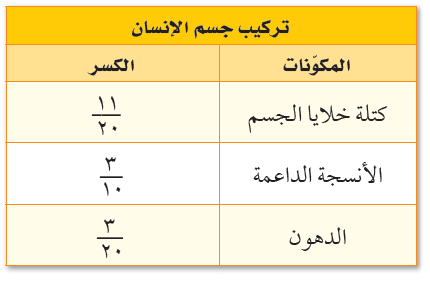 تركيب جسم الإنسان
المكوّنات الكسر
كتلة خلايا الجسم ١١/٢٠
الأنسجة الداعمة ٣/١٠
الدهون ٣/٢٠